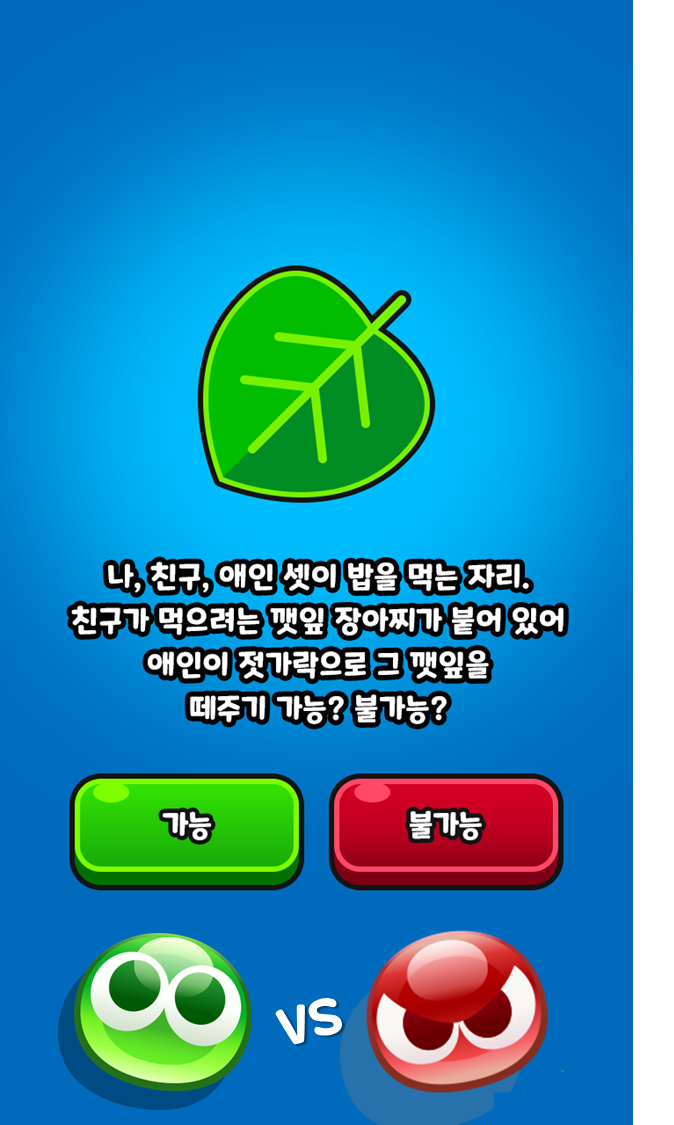 나, 친구, 애인 셋이 밥을 먹는 자리.
친구가 먹으려는 깻잎 장아찌가 붙어 있어
애인이 젓가락으로 그 깻잎을
떼주기 가능? 불가능?
가능
불가능
VS